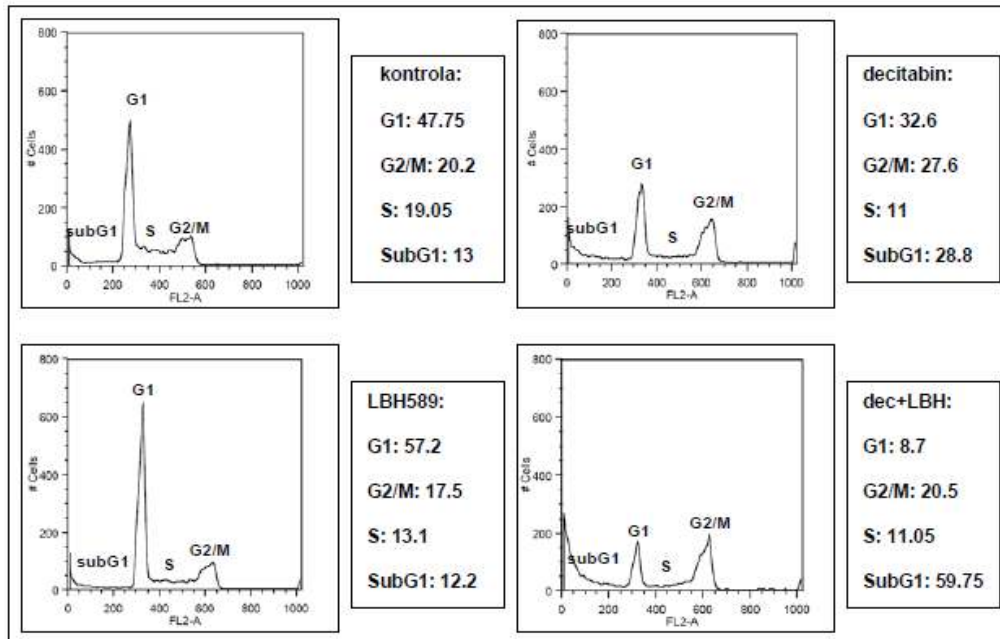 800
600
400
200
0
# Cells
subGI
G1
S
G2/M
0 200 400 600 800 1000
FL2-A
kontrola:
G1: 47.75
G2/M: 20.2
S: 19.05
SubG1: 13
800
600
400
200
0
# Cells
subG1
G1
S
G2/M
0 200 400 600 800 1000
FL2-A
decitabin:
G1: 32.6
G2/M: 27.6
S: 11
SubG1: 28.8
800
600
400
200
0
# Cells
subG1
G1
S
G2/M
0 200 400 600 800 1000
FL2-A
LBH589:
G1: 57.2
G2/M: 17.5
S: 13.1
SubG1: 12.2
800
600
400
200
0
# Cells
subG1
G1
S
G2/M
0 200 400 600 800 1000
FL2-A
dec+LBH:
G1: 8.7
G2/M: 20.5
S: 11.05
SubG1: 59.75